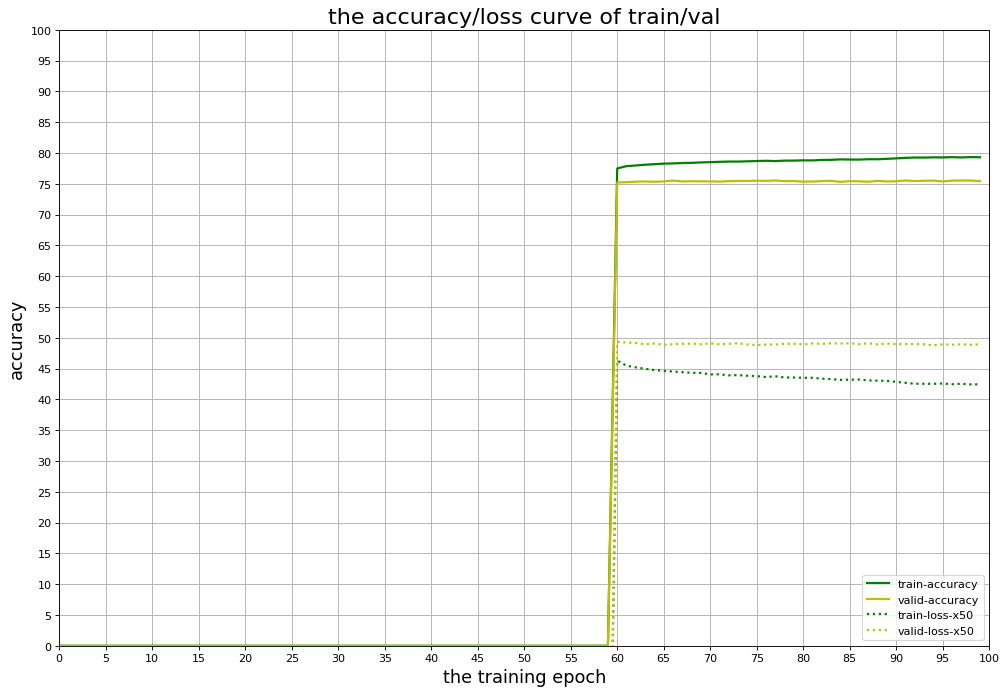 the accuracy/loss curve of train/val
100
95
90
85
80
75
70
65
60
55
50
45
40
35
30
25
20
15
10
5
0
accuracy
train-accuracy
valid-accuracy
train-loss-x50
valid-loss-x50
0 5 10 15 20 25 30 35 40 45 50 55 60 65 70 75 80 85 90 95 100
the training epoch